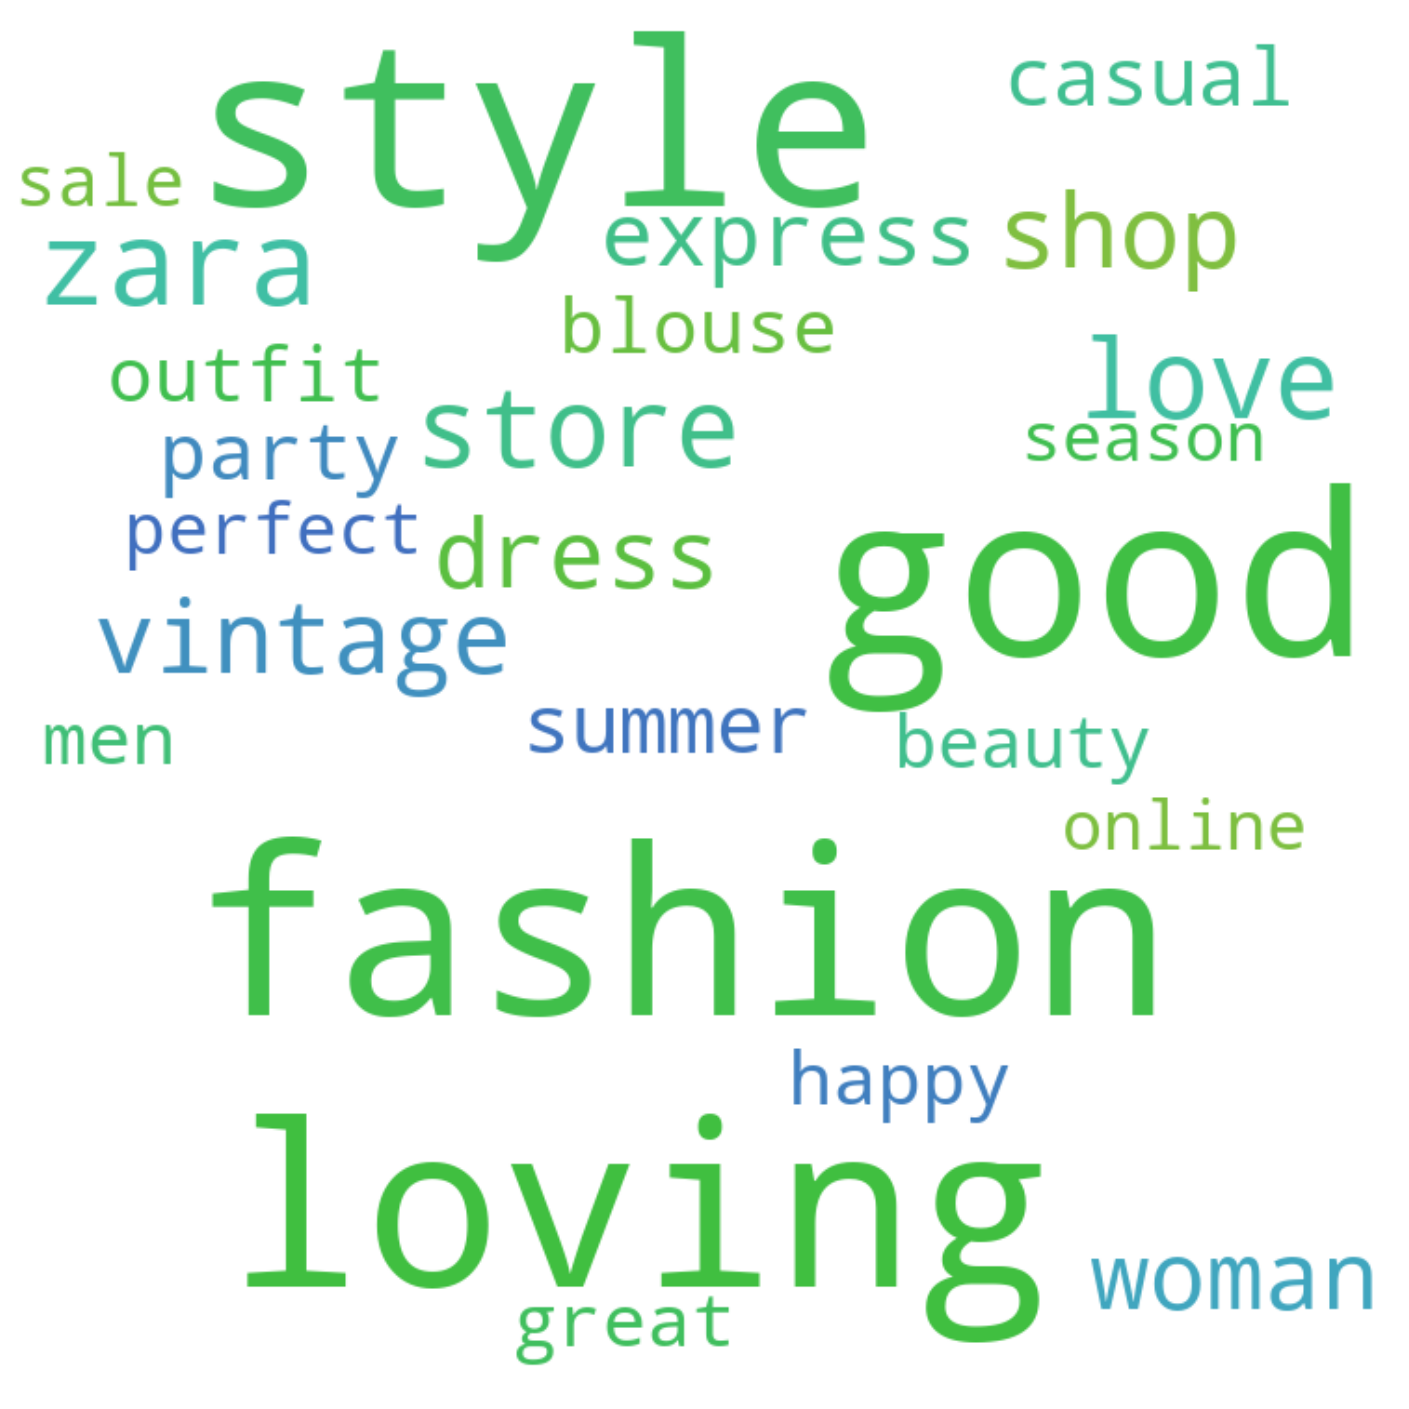 style
casual
sale
zara
express
shop
blouse
outfit
love
store
season
party
perfect
dress
good
vintage
summer
men
beauty
online
fashion
happy
loving
woman
great